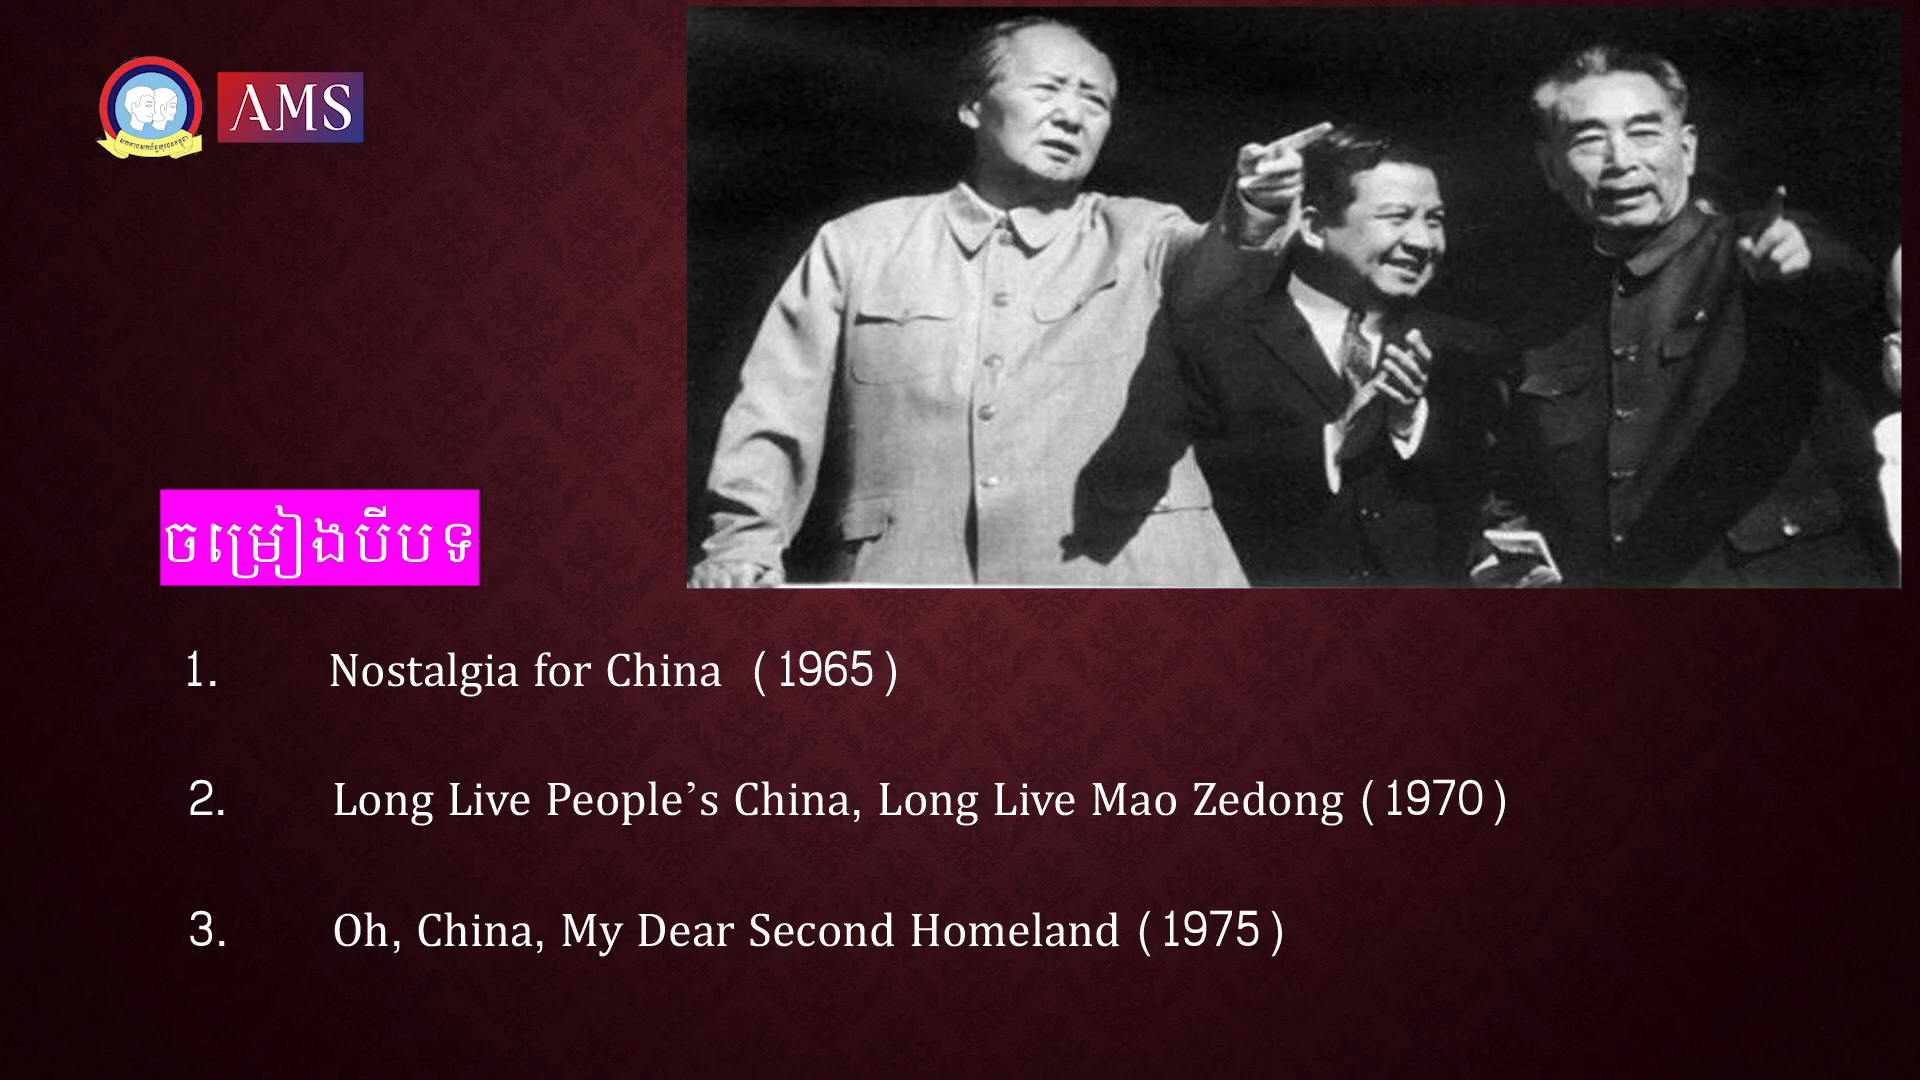 AMS
ចម្រៀងបីបទ
1. Nostalgia for China (1965)
2. Long Live People’s China, Long Live Mao Zedong (1970)
3. Oh, China, My Dear Second Homeland (1975)